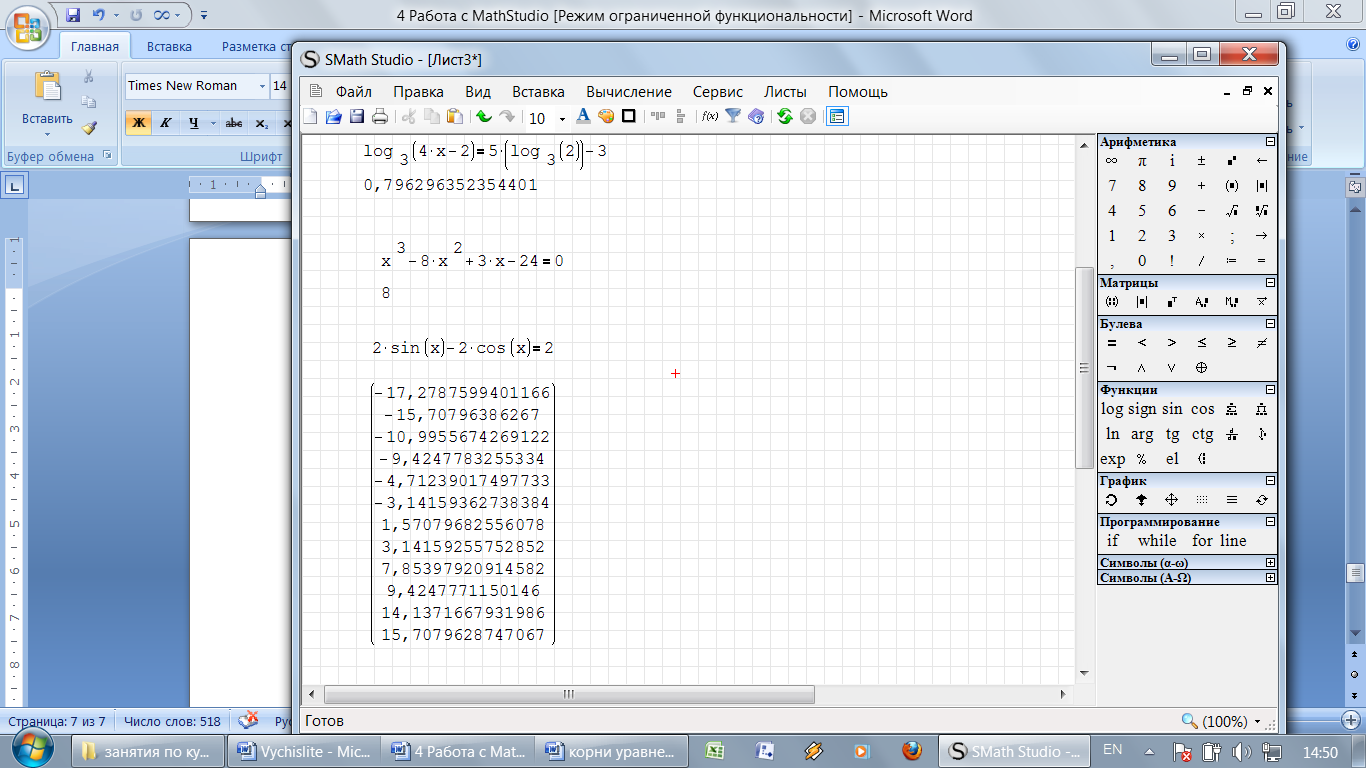 4 Работа с MathStudio [Режим ограниченной функциональности] - Microsoft Word
Главная Вставка Разметка ст
Times New Roman 14
Вставить
Ж К Ч abc x₂ x
Буфер обмена Шрифт
SMath Studio - [Лист3*]
Файл Правка Вид Вставка Вычисление Сервис Листы Помощь
10 A f(x)
log 3 (4·x-2)=5·(log 3 (2))-3
0,796296352354401
x^3-8·x^2+3·x-24=0
8
2·sin(x)-2·cos(x)=2
-17,2787599401166
-15,70796386267
-10,9955674269122
-9,4247783255334
-4,71239017497733
-3,14159362738384
1,57079682556078
3,14159255752852
7,85397920914582
9,4247771150146
14,1371667931986
15,7079628747067
Арифметика
∞ π i ± ←
7 8 9 +
4 5 6 −
1 2 3 × ; →
, 0 ! / := =
Матрицы
Булева
= < > ≤ ≥ ≠
¬ ∧ ∨ ⊕
Функции
log sign sin cos
ln arg tg ctg
exp % el
График
Программирование
if while for line
Символы (α-ω)
Символы (Α-Ω)
Готов
(100%)
Страница: 7 из 7 Число слов: 518 Рус
занятия по ку... Vychislite - Mic... 4 Работа с Mat... корни уравне... SMath Studio -... EN 14:50